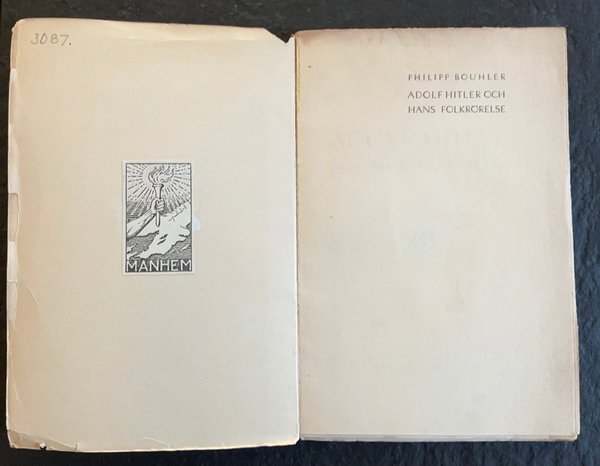 3087.
MANHEM
PHILIPP BOUHLER
ADOLF HITLER OCH
HANS FOLKRÖRELSE